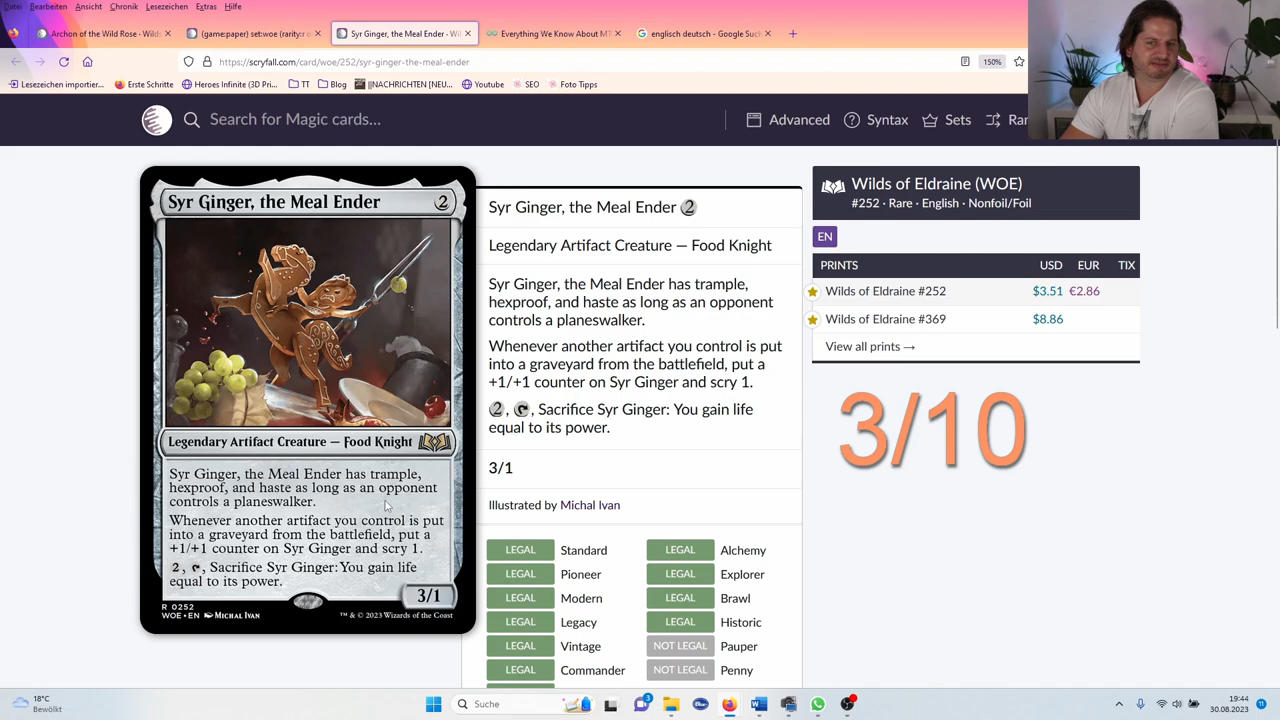 Datei Bearbeiten Ansicht Chronik Lesezeichen Extras Hilfe
Archon of the Wild Rose · Wilds
(game:paper) set:woe (rarity:r o
Syr Ginger, the Meal Ender · Wil
Everything We Know About MT
englisch deutsch - Google Such
https://scryfall.com/card/woe/252/syr-ginger-the-meal-ender
150%
Lesezeichen importier...
Erste Schritte
Heroes Infinite (3D Pri...
TT
Blog
||NACHRICHTEN [NEU...
Youtube
SEO
Foto Tipps
Search for Magic cards...
Advanced
Syntax
Sets
Ran
Syr Ginger, the Meal Ender 2
Legendary Artifact Creature — Food Knight
Syr Ginger, the Meal Ender has trample,
hexproof, and haste as long as an opponent
controls a planeswalker.
Whenever another artifact you control is put
into a graveyard from the battlefield, put a
+1/+1 counter on Syr Ginger and scry 1.
2, , Sacrifice Syr Ginger: You gain life
equal to its power.
3/1
R 0252
WOE • EN MICHAL IVAN
™ & © 2023 Wizards of the Coast
Syr Ginger, the Meal Ender 2
Legendary Artifact Creature — Food Knight
Syr Ginger, the Meal Ender has trample,
hexproof, and haste as long as an opponent
controls a planeswalker.
Whenever another artifact you control is put
into a graveyard from the battlefield, put a
+1/+1 counter on Syr Ginger and scry 1.
2, , Sacrifice Syr Ginger: You gain life
equal to its power.
3/1
Illustrated by Michal Ivan
LEGAL Standard LEGAL Alchemy
LEGAL Pioneer LEGAL Explorer
LEGAL Modern LEGAL Brawl
LEGAL Legacy LEGAL Historic
LEGAL Vintage NOT LEGAL Pauper
LEGAL Commander NOT LEGAL Penny
Wilds of Eldraine (WOE)
#252 · Rare · English · Nonfoil/Foil
EN
PRINTS USD EUR TIX
Wilds of Eldraine #252 $3.51 €2.86
Wilds of Eldraine #369 $8.86
View all prints →
3/10
18°C
Bewölkt
Suche
3
19:44
30.08.2023
11